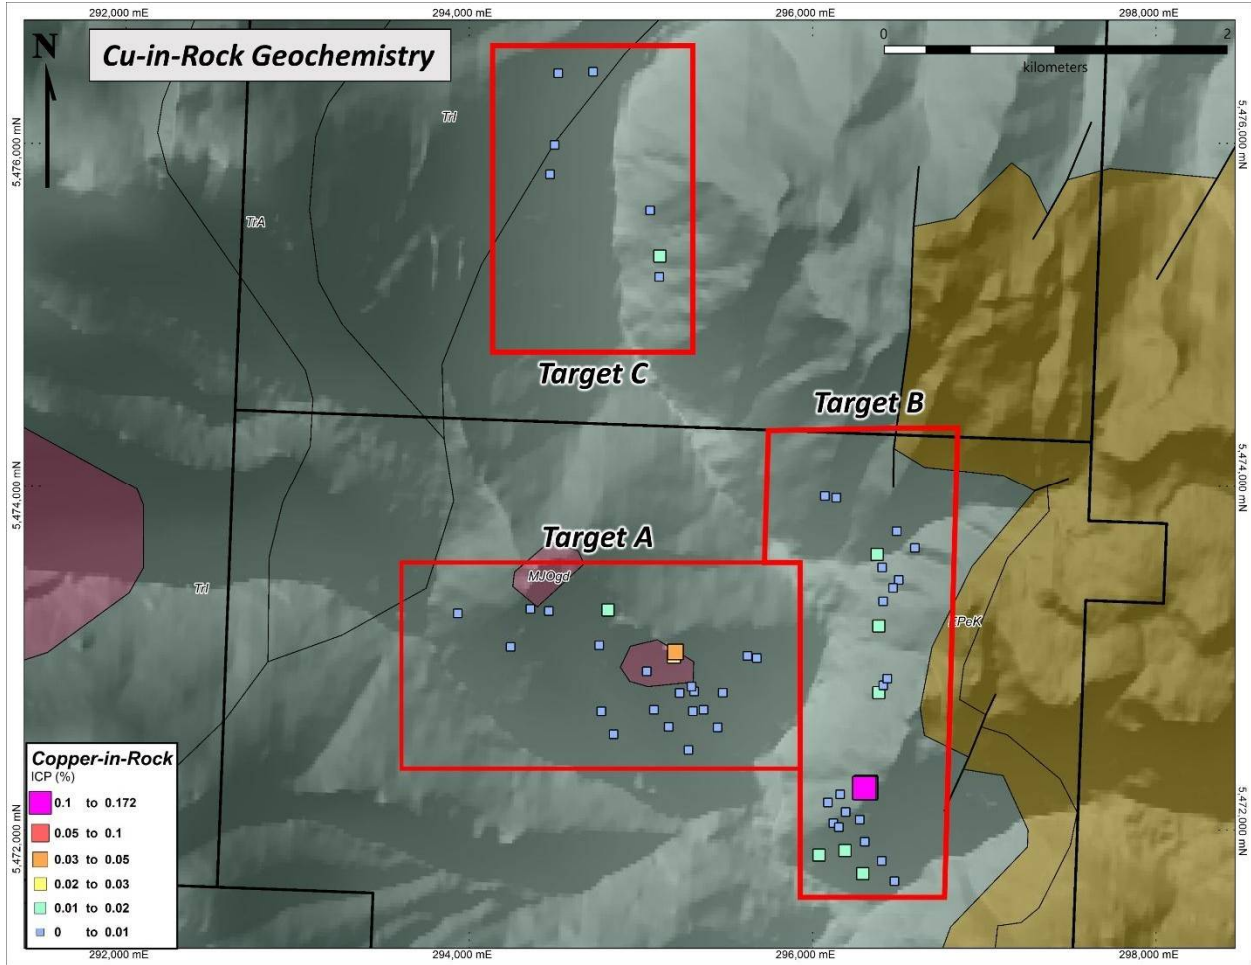 292,000 mE
294,000 mE
296,000 mE
298,000 mE
N
Cu-in-Rock Geochemistry
0
2
kilometers
TrI
5,476,000 mN
5,476,000 mN
TrA
Target C
Target B
5,474,000 mN
5,474,000 mN
Target A
MJOgd
TrI
EPeK
Copper-in-Rock
ICP (%)
0.1 to 0.172
0.05 to 0.1
0.03 to 0.05
0.02 to 0.03
0.01 to 0.02
0 to 0.01
5,472,000 mN
5,472,000 mN
292,000 mE
294,000 mE
296,000 mE
298,000 mE